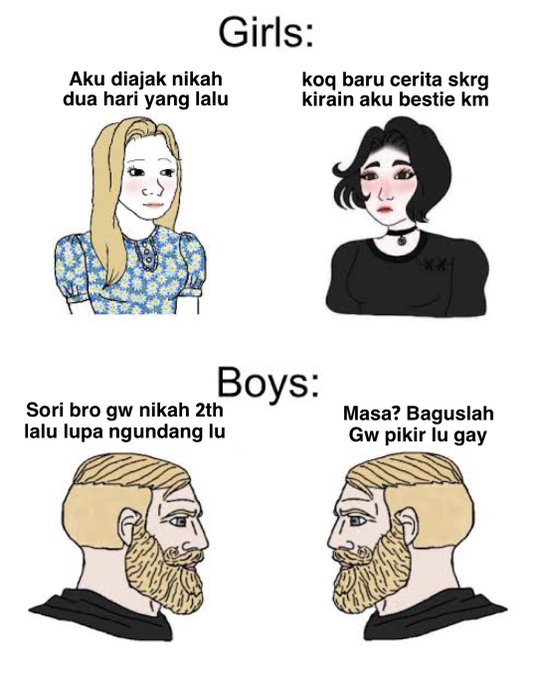 Girls:
Aku diajak nikah
dua hari yang lalu
koq baru cerita skrg
kirain aku bestie km
Boys:
Sori bro gw nikah 2th
lalu lupa ngundang lu
Masa? Baguslah
Gw pikir lu gay